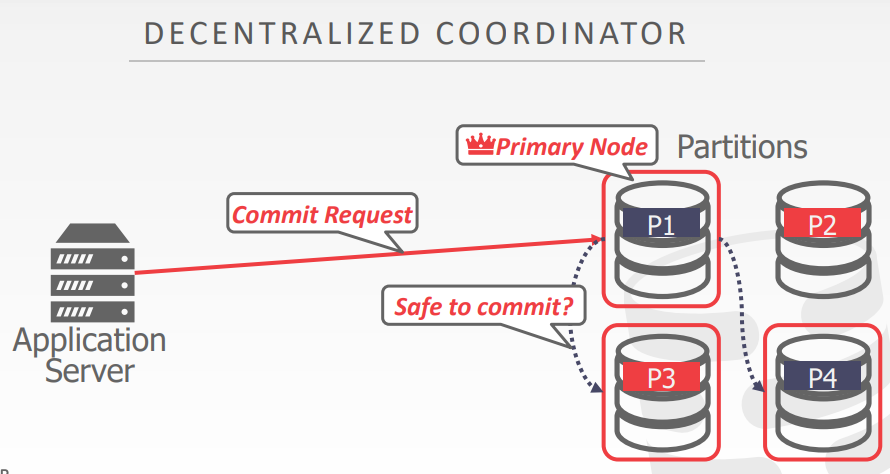 DECENTRALIZED COORDINATOR
Primary Node
Partitions
Commit Request
P1
P2
Safe to commit?
Application
Server
P3
P4